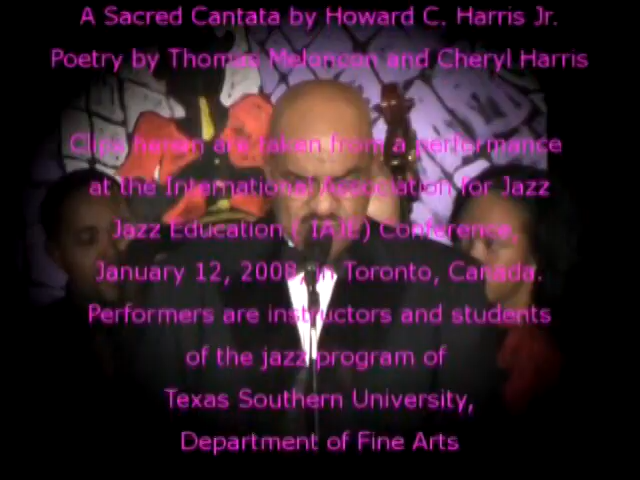 A Sacred Cantata by Howard C. Harris Jr.
Poetry by Thomas Meloncon and Cheryl Harris
Clips herein are taken from a performance
at the International Association for Jazz
Jazz Education ( IAJE) Conference,
January 12, 2008, in Toronto, Canada.
Performers are instructors and students
of the jazz program of
Texas Southern University,
Department of Fine Arts